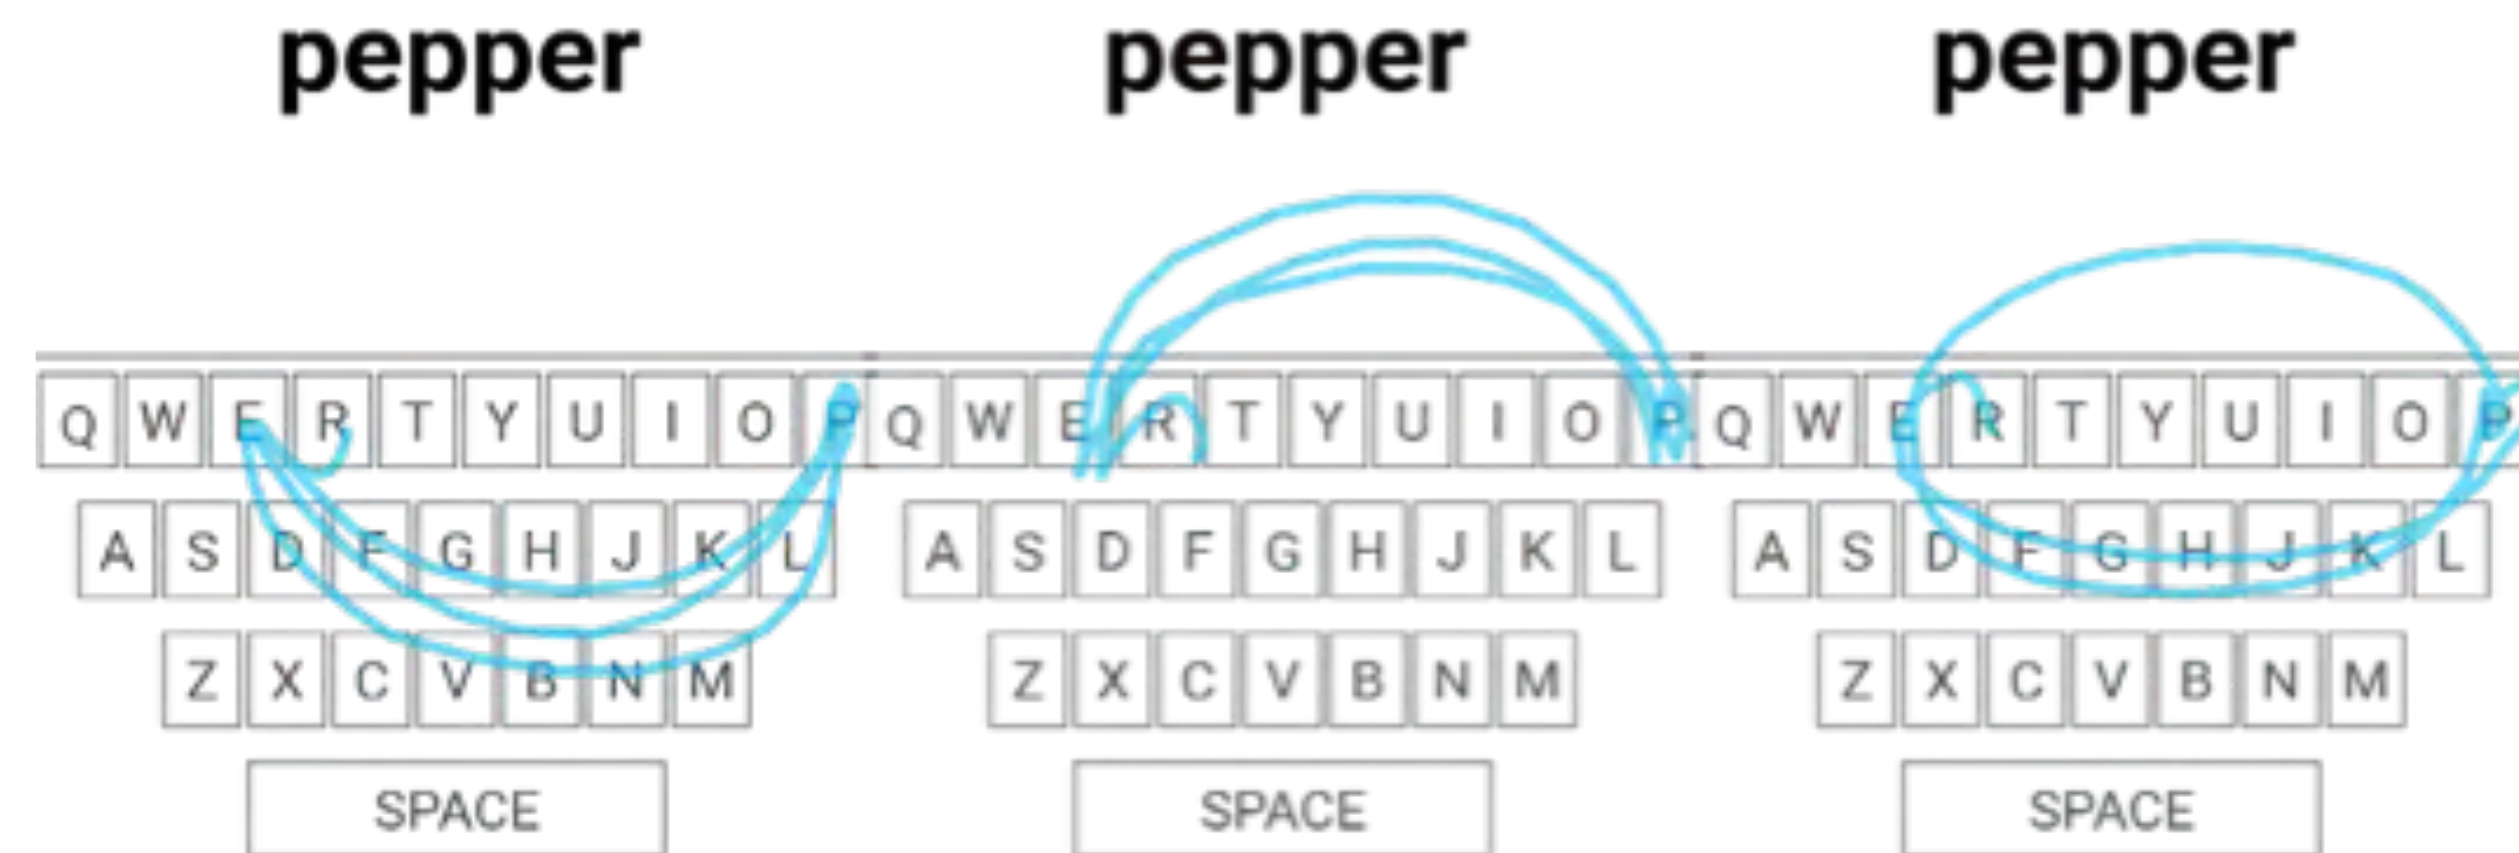 pepper pepper pepper
Q W E R T Y U I O P Q W E R T Y U I O P Q W E R T Y U I O P
A S D F G H J K L A S D F G H J K L A S D F G H J K L
Z X C V B N M Z X C V B N M Z X C V B N M
SPACE SPACE SPACE